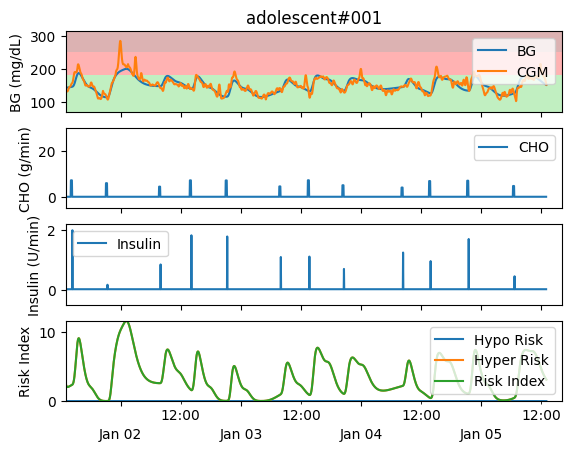 adolescent#001
BG (mg/dL)
300
200
100
BG
CGM
CHO (g/min)
20
0
CHO
Insulin (U/min)
2
0
Insulin
Risk Index
10
0
Hypo Risk
Hyper Risk
Risk Index
12:00 12:00 12:00 12:00
Jan 02 Jan 03 Jan 04 Jan 05